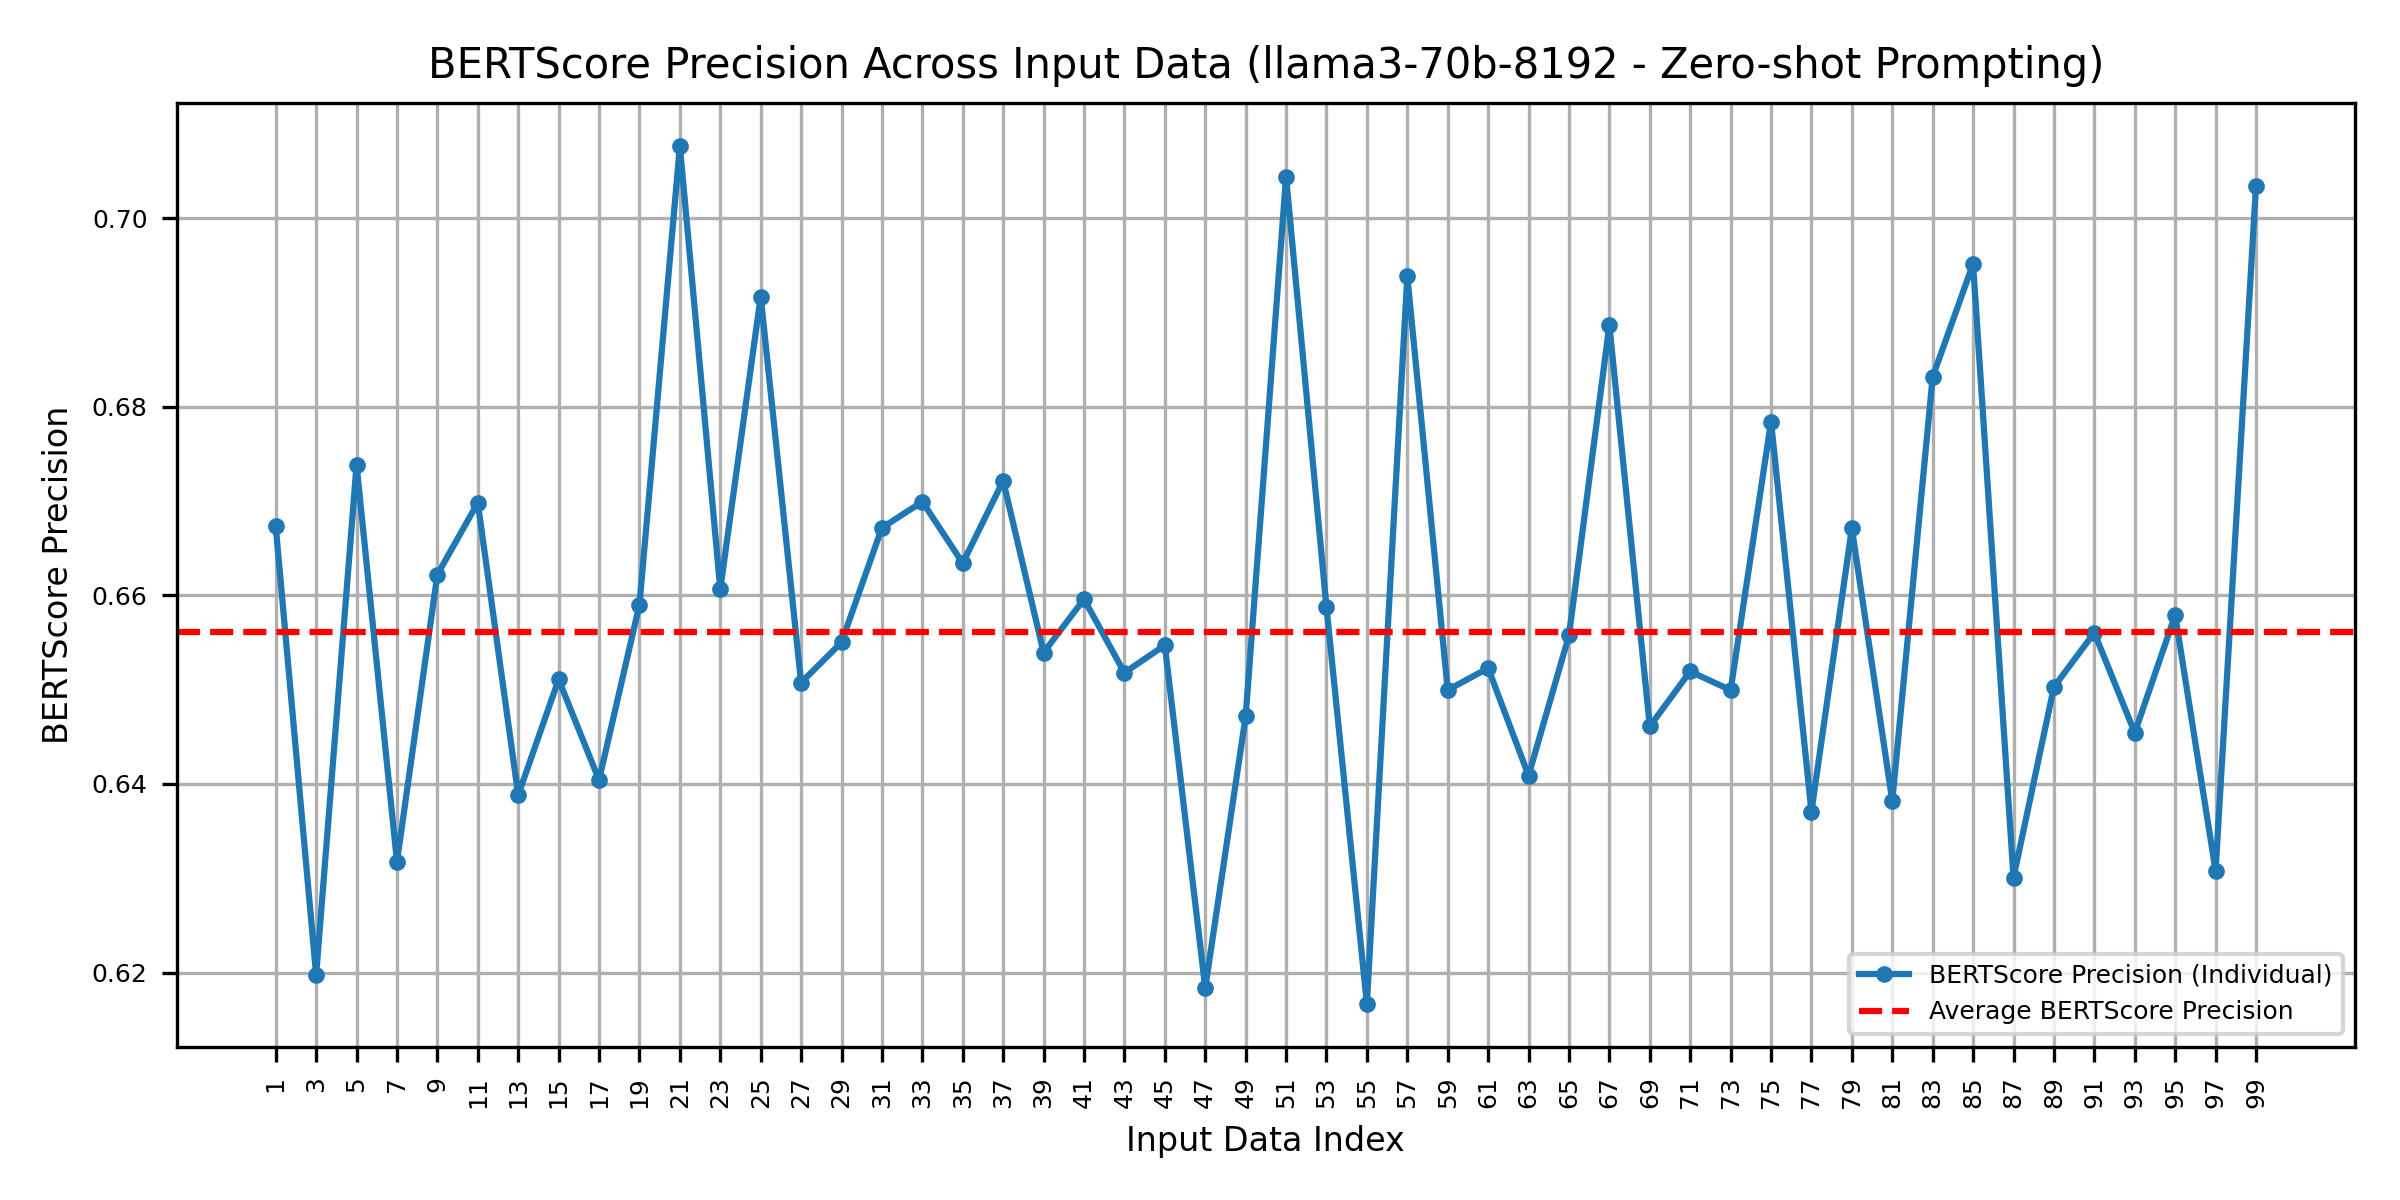 BERTScore Precision Across Input Data (llama3-70b-8192 - Zero-shot Prompting)
BERTScore Precision
0.70
0.68
0.66
0.64
0.62
BERTScore Precision (Individual)
Average BERTScore Precision
1 3 5 7 9 11 13 15 17 19 21 23 25 27 29 31 33 35 37 39 41 43 45 47 49 51 53 55 57 59 61 63 65 67 69 71 73 75 77 79 81 83 85 87 89 91 93 95 97 99
Input Data Index